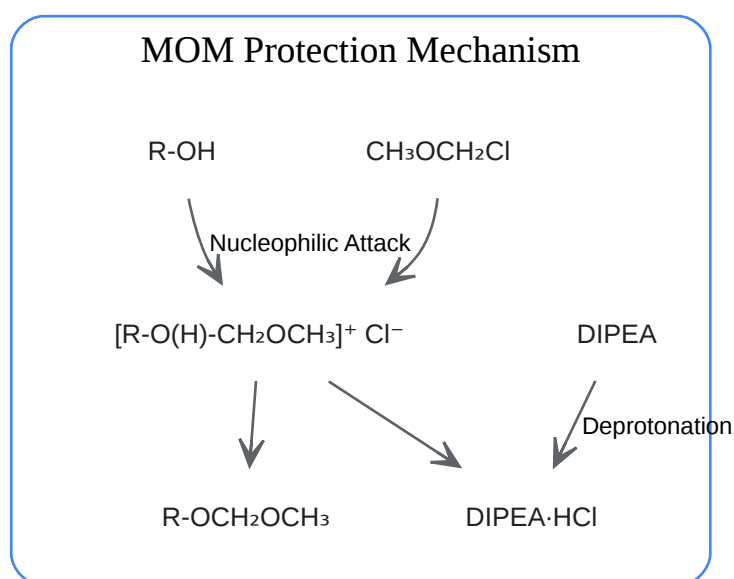 MOM Protection Mechanism
R-OH
CH₃OCH₂Cl
Nucleophilic Attack
[R-O(H)-CH₂OCH₃]⁺ Cl⁻
DIPEA
Deprotonation
R-OCH₂OCH₃
DIPEA·HCl